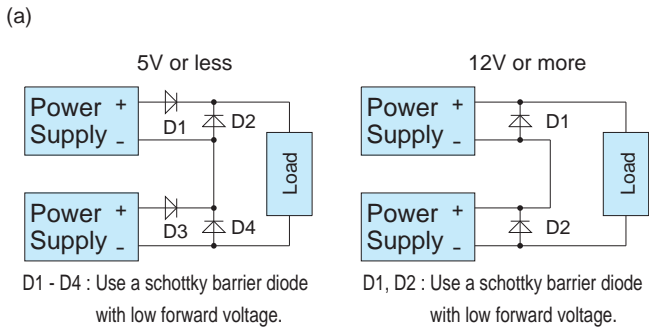 (a)
5V or less
Power +
Supply -
D1
D2
Load
Power +
Supply -
D3
D4
D1 - D4 : Use a schottky barrier diode
with low forward voltage.
12V or more
Power +
Supply -
D1
Load
Power +
Supply -
D2
D1, D2 : Use a schottky barrier diode
with low forward voltage.